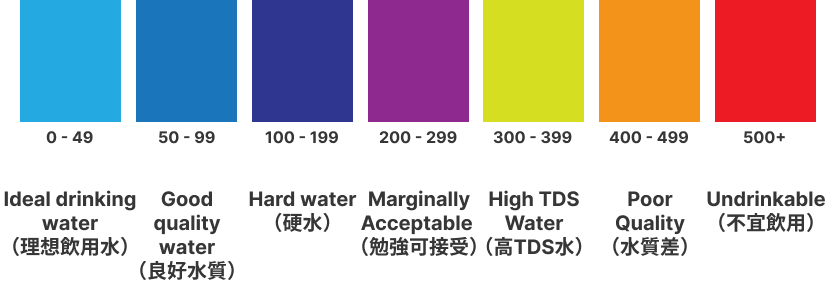 0 - 49
50 - 99
100 - 199
200 - 299
300 - 399
400 - 499
500+
Ideal drinking
water
（理想飲用水）
Good
quality
water
（良好水質）
Hard water
（硬水）
Marginally
Acceptable
（勉強可接受）
High TDS
Water
（高TDS水）
Poor
Quality
（水質差）
Undrinkable
（不宜飲用）